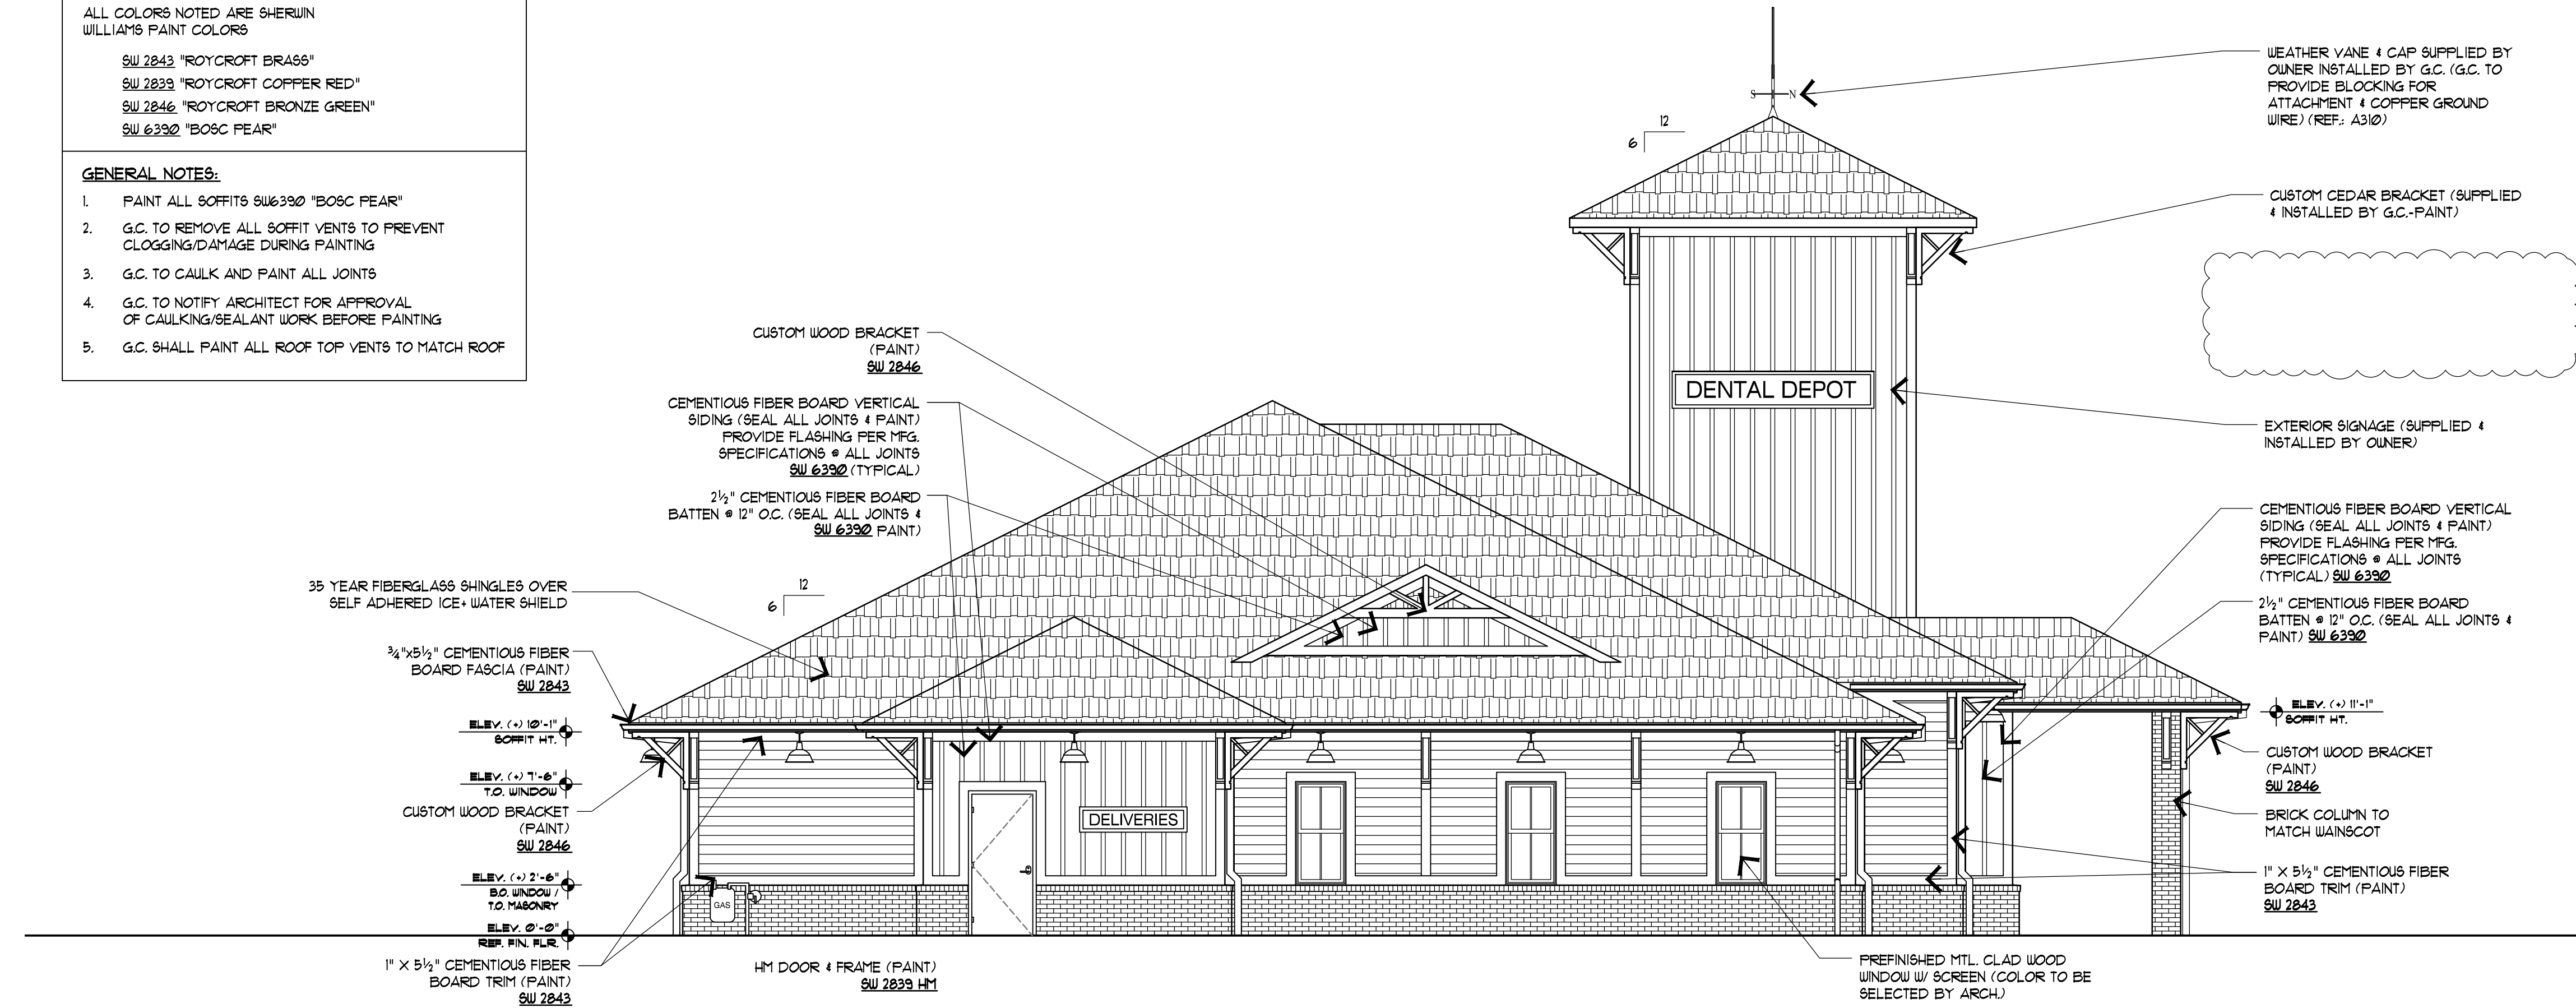 ALL COLORS NOTED ARE SHERWIN
WILLIAMS PAINT COLORS
SW 2843 "ROYCROFT BRASS"
SW 2839 "ROYCROFT COPPER RED"
SW 2846 "ROYCROFT BRONZE GREEN"
SW 6390 "BOSC PEAR"
GENERAL NOTES:
1. PAINT ALL SOFFITS SW6390 "BOSC PEAR"
2. G.C. TO REMOVE ALL SOFFIT VENTS TO PREVENT
CLOGGING/DAMAGE DURING PAINTING
3. G.C. TO CAULK AND PAINT ALL JOINTS
4. G.C. TO NOTIFY ARCHITECT FOR APPROVAL
OF CAULKING/SEALANT WORK BEFORE PAINTING
5. G.C. SHALL PAINT ALL ROOF TOP VENTS TO MATCH ROOF
CUSTOM WOOD BRACKET
(PAINT)
SW 2846
CEMENTIOUS FIBER BOARD VERTICAL
SIDING (SEAL ALL JOINTS & PAINT)
PROVIDE FLASHING PER MFG.
SPECIFICATIONS @ ALL JOINTS
SW 6390 (TYPICAL)
2½" CEMENTIOUS FIBER BOARD
BATTEN @ 12" O.C. (SEAL ALL JOINTS &
SW 6390 PAINT)
35 YEAR FIBERGLASS SHINGLES OVER
SELF ADHERED ICE+ WATER SHIELD
12
6
¾"x5½" CEMENTIOUS FIBER
BOARD FASCIA (PAINT)
SW 2843
ELEV. (+) 10'-1"
SOFFIT HT.
ELEV. (+) 7'-6"
T.O. WINDOW
CUSTOM WOOD BRACKET
(PAINT)
SW 2846
ELEV. (+) 2'-6"
B.O. WINDOW /
T.O. MASONRY
ELEV. 0'-0"
REF. FIN. FLR.
1" X 5½" CEMENTIOUS FIBER
BOARD TRIM (PAINT)
SW 2843
HM DOOR & FRAME (PAINT)
SW 2839 HM
GAS
DELIVERIES
DENTAL DEPOT
12
6
S N
WEATHER VANE & CAP SUPPLIED BY
OWNER INSTALLED BY G.C. (G.C. TO
PROVIDE BLOCKING FOR
ATTACHMENT & COPPER GROUND
WIRE) (REF.: A310)
CUSTOM CEDAR BRACKET (SUPPLIED
& INSTALLED BY G.C.-PAINT)
EXTERIOR SIGNAGE (SUPPLIED &
INSTALLED BY OWNER)
CEMENTIOUS FIBER BOARD VERTICAL
SIDING (SEAL ALL JOINTS & PAINT)
PROVIDE FLASHING PER MFG.
SPECIFICATIONS @ ALL JOINTS
(TYPICAL) SW 6390
2½" CEMENTIOUS FIBER BOARD
BATTEN @ 12" O.C. (SEAL ALL JOINTS &
PAINT) SW 6390
ELEV. (+) 11'-1"
SOFFIT HT.
CUSTOM WOOD BRACKET
(PAINT)
SW 2846
BRICK COLUMN TO
MATCH WAINSCOT
1" X 5½" CEMENTIOUS FIBER
BOARD TRIM (PAINT)
SW 2843
PREFINISHED MTL. CLAD WOOD
WINDOW W/ SCREEN (COLOR TO BE
SELECTED BY ARCH.)